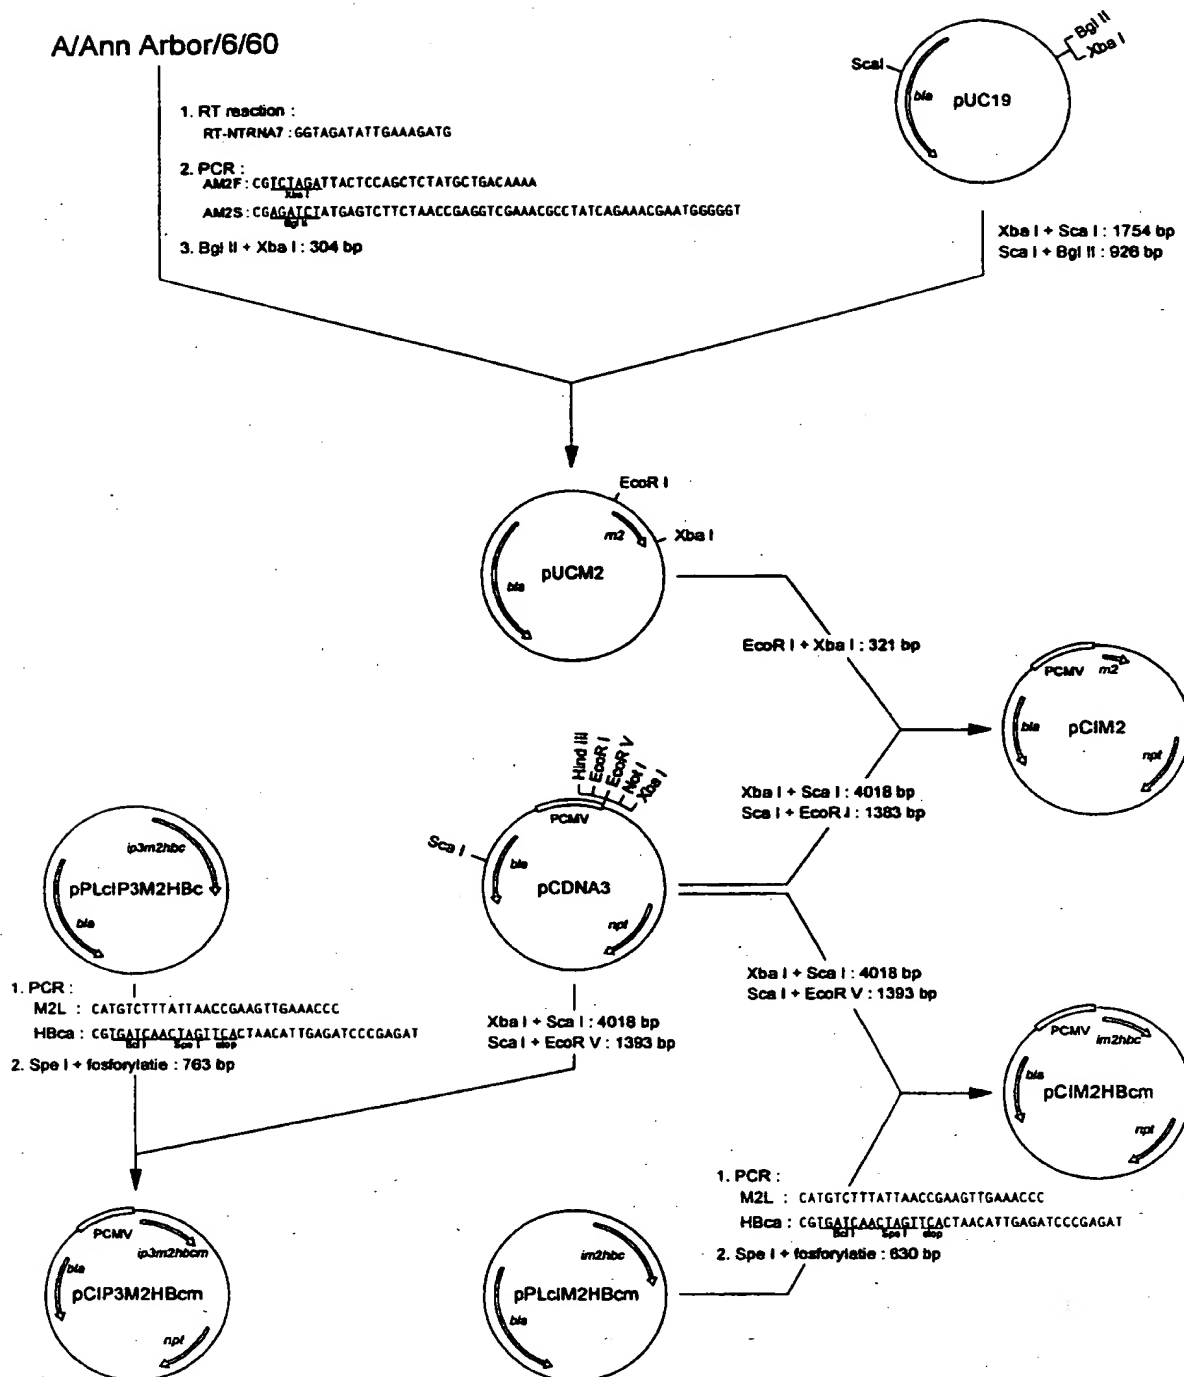 A/Ann Arbor/6/60
1. RT reaction :
RT-NTRNA7 : GGTAGATATTGAAAGATG
2. PCR :
AM2F : CGTCTAGATTACTCCAGCTCTATGCTGACAAAA
Xba I
AM2S : CGAGATCTATGAGTCTTCTAACCGAGGTCGAAACGCCTATCAGAAACGAATGGGGGT
Bgl II
3. Bgl II + Xba I : 304 bp
Bgl II
Xba I
ScaI
bla
pUC19
Xba I + Sca I : 1754 bp
Sca I + Bgl II : 926 bp
EcoR I
m2
Xba I
bla
pUCM2
EcoR I + Xba I : 321 bp
PCMV
m2
bla
pCIM2
npt
Hind III
EcoR I
EcoR V
Not I
Xba I
PCMV
Sca I
bla
pCDNA3
npt
Xba I + Sca I : 4018 bp
Sca I + EcoR I : 1383 bp
ip3m2hbc
pPLcIP3M2HBc
bla
1. PCR :
M2L : CATGTCTTTATTAACCGAAGTTGAAACCC
HBca : CGTGATCAACTAGTTCACTAACATTGAGATCCCGAGAT
Bcl I Spe I stop
2. Spe I + fosforylatie : 763 bp
Xba I + Sca I : 4018 bp
Sca I + EcoR V : 1393 bp
Xba I + Sca I : 4018 bp
Sca I + EcoR V : 1393 bp
PCMV
im2hbc
bla
pCIM2HBcm
npt
1. PCR :
M2L : CATGTCTTTATTAACCGAAGTTGAAACCC
HBca : CGTGATCAACTAGTTCACTAACATTGAGATCCCGAGAT
Bcl I Spe I stop
2. Spe I + fosforylatie : 630 bp
PCMV
ip3m2hbcm
bla
pCIP3M2HBcm
npt
im2hbc
pPLcIM2HBcm
bla